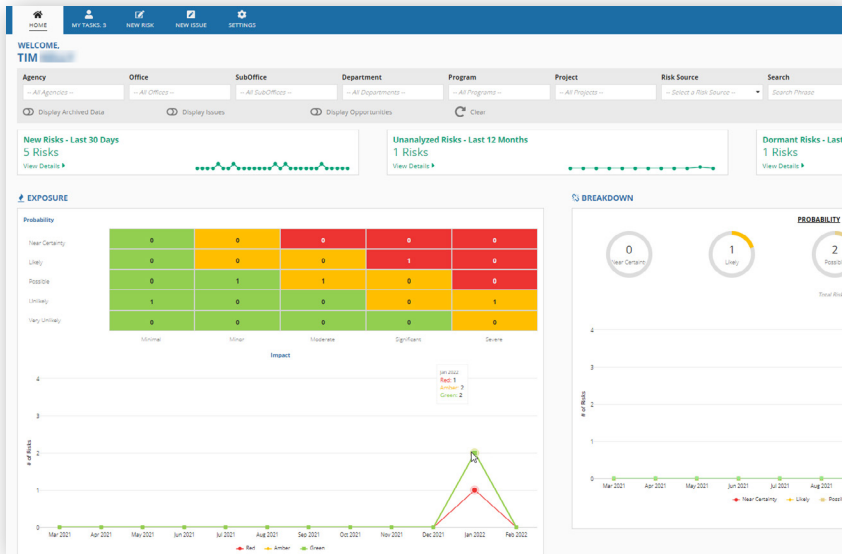 HOME MY TASKS: 5 NEW RISK NEW ISSUE SETTINGS
WELCOME,
TIM
Agency Office SubOffice Department Program Project Risk Source Search
-- All Agencies -- -- All Offices -- -- All SubOffices -- -- All Departments -- -- All Programs -- -- All Projects -- -- Select a Risk Source -- Search Phrase
Display Archived Data Display Issues Display Opportunities Clear
New Risks - Last 30 Days Unanalyzed Risks - Last 12 Months Dormant Risks - Last
5 Risks 1 Risks 1 Risks
View Details View Details View Details
EXPOSURE BREAKDOWN
Probability PROBABILITY
Near Certainty 0 0 0 0 0
Likely 0 0 0 1 0
Possible 0 1 1 0 0
Unlikely 1 0 0 0 1
Very Unlikely 0 0 0 0 0
Minimal Minor Moderate Significant Severe
Impact
0 1 2
Near Certaint Likely Possibl
Total Ris
Jan 2022
Red: 1
Amber: 2
Green: 2
# of Risks
4
3
2
1
0
Mar 2021 Apr 2021 May 2021 Jun 2021 Jul 2021 Aug 2021 Sep 2021 Oct 2021 Nov 2021 Dec 2021 Jan 2022 Feb 2022
Red Amber Green
# of Risks
4
3
2
1
0
Mar 2021 Apr 2021 May 2021 Jun 2021 Jul 2021 Aug 2021
Near Certainty Likely Possi